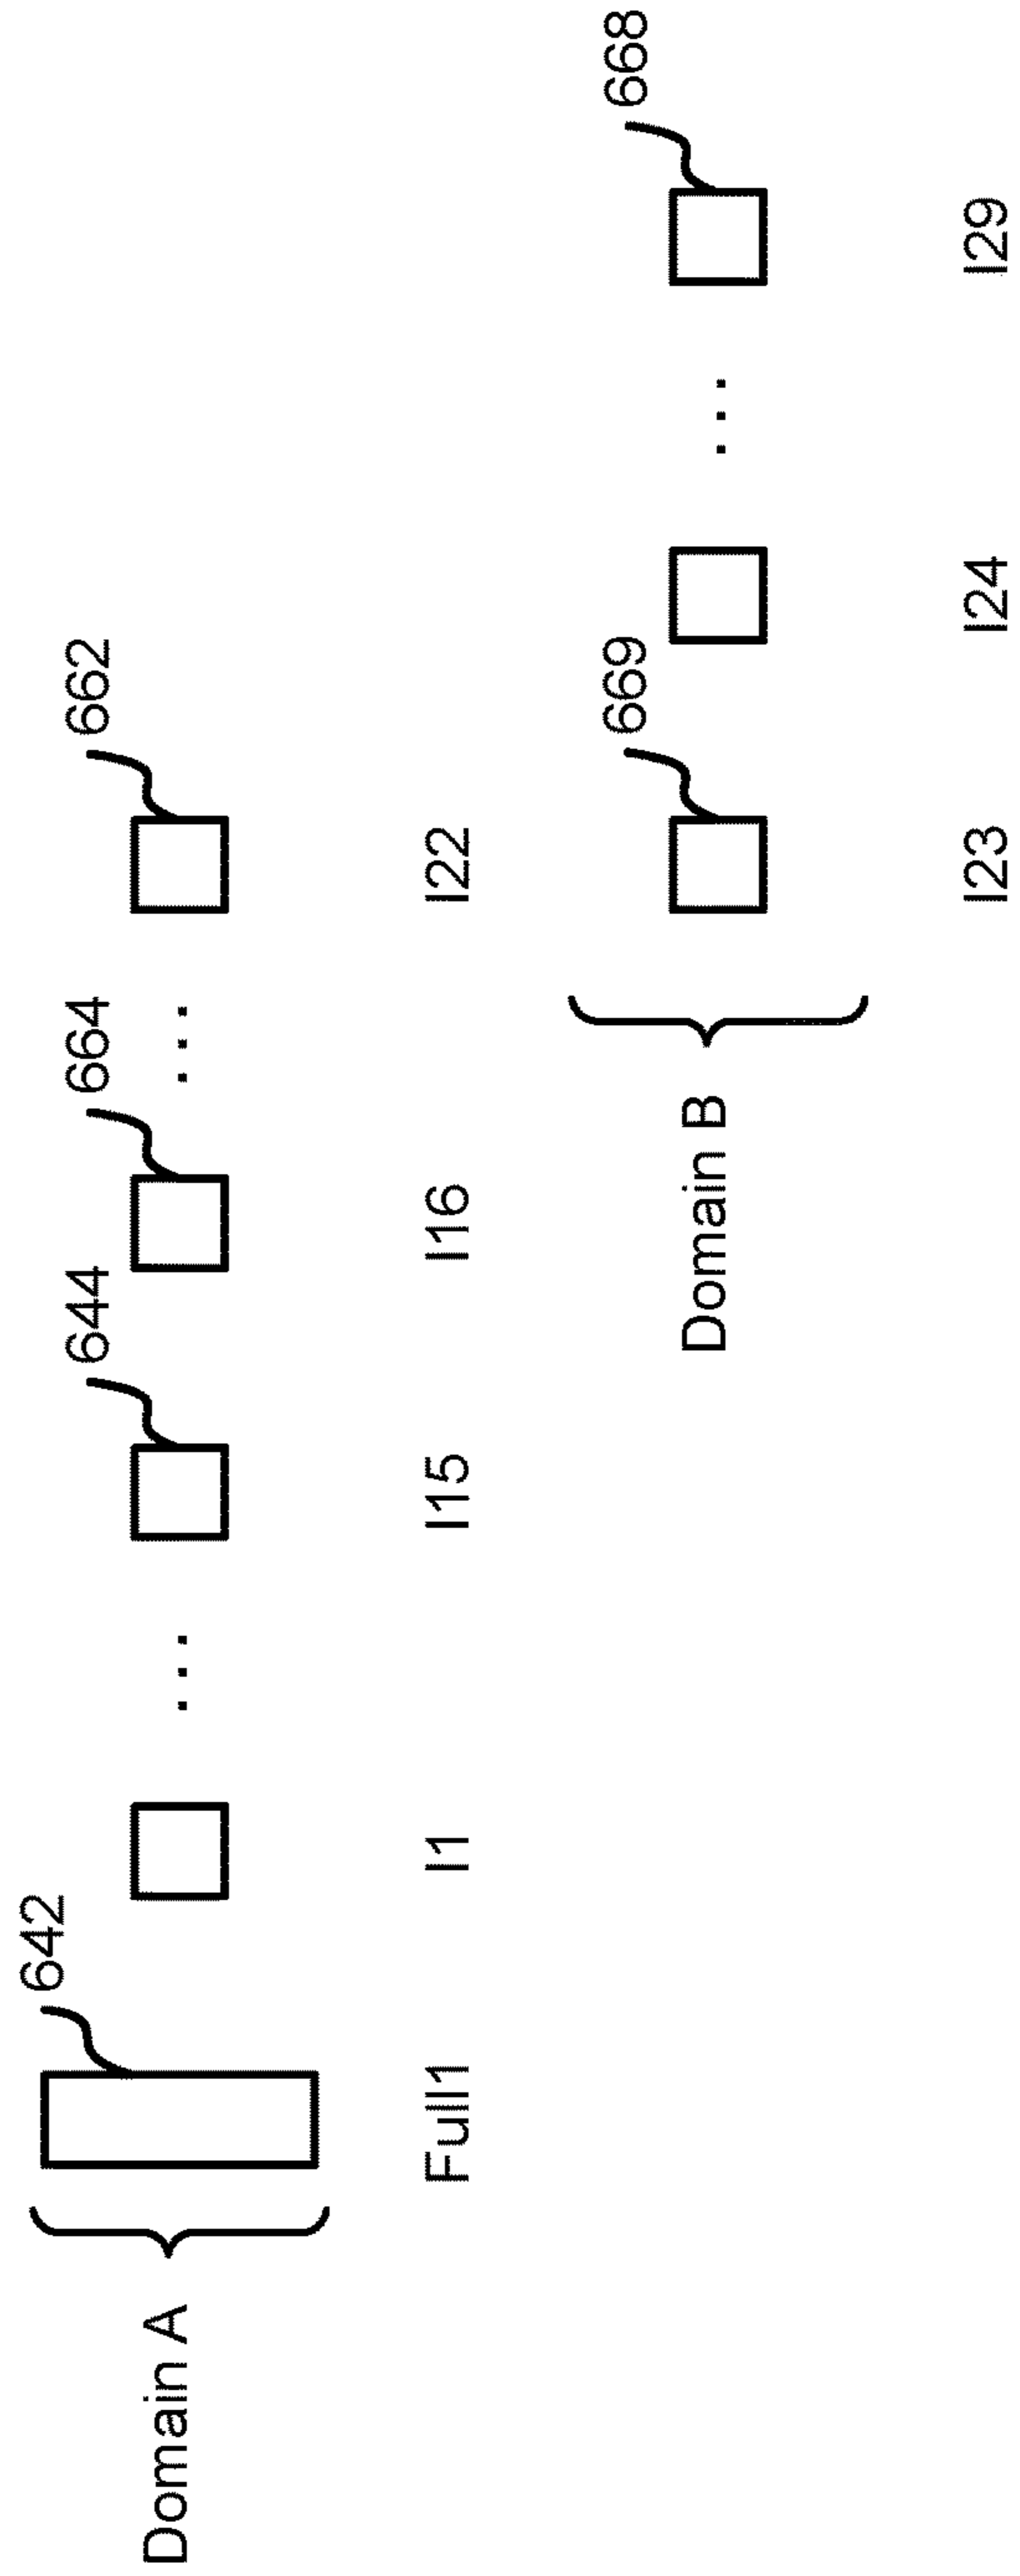 642
644
664
662
Domain A
...
...
Full1
I1
I15
I16
I22
669
668
Domain B
...
I23
I24
I29